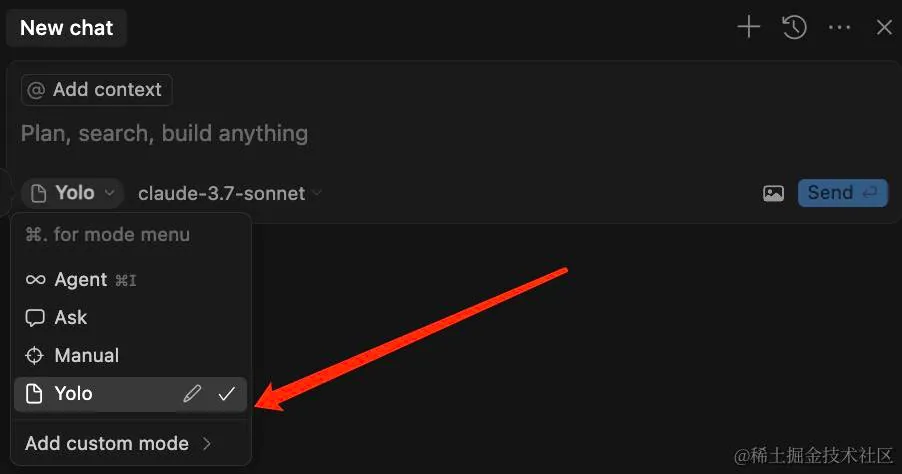 New chat
@ Add context
Plan, search, build anything
Yolo claude-3.7-sonnet Send
⌘. for mode menu
Agent ⌘I
Ask
Manual
Yolo
Add custom mode
@稀土掘金技术社区